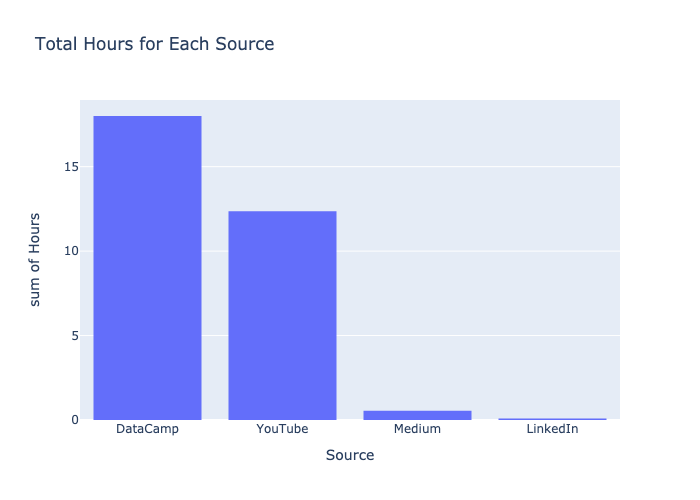 Total Hours for Each Source
sum of Hours
15
10
5
0
DataCamp
YouTube
Medium
LinkedIn
Source